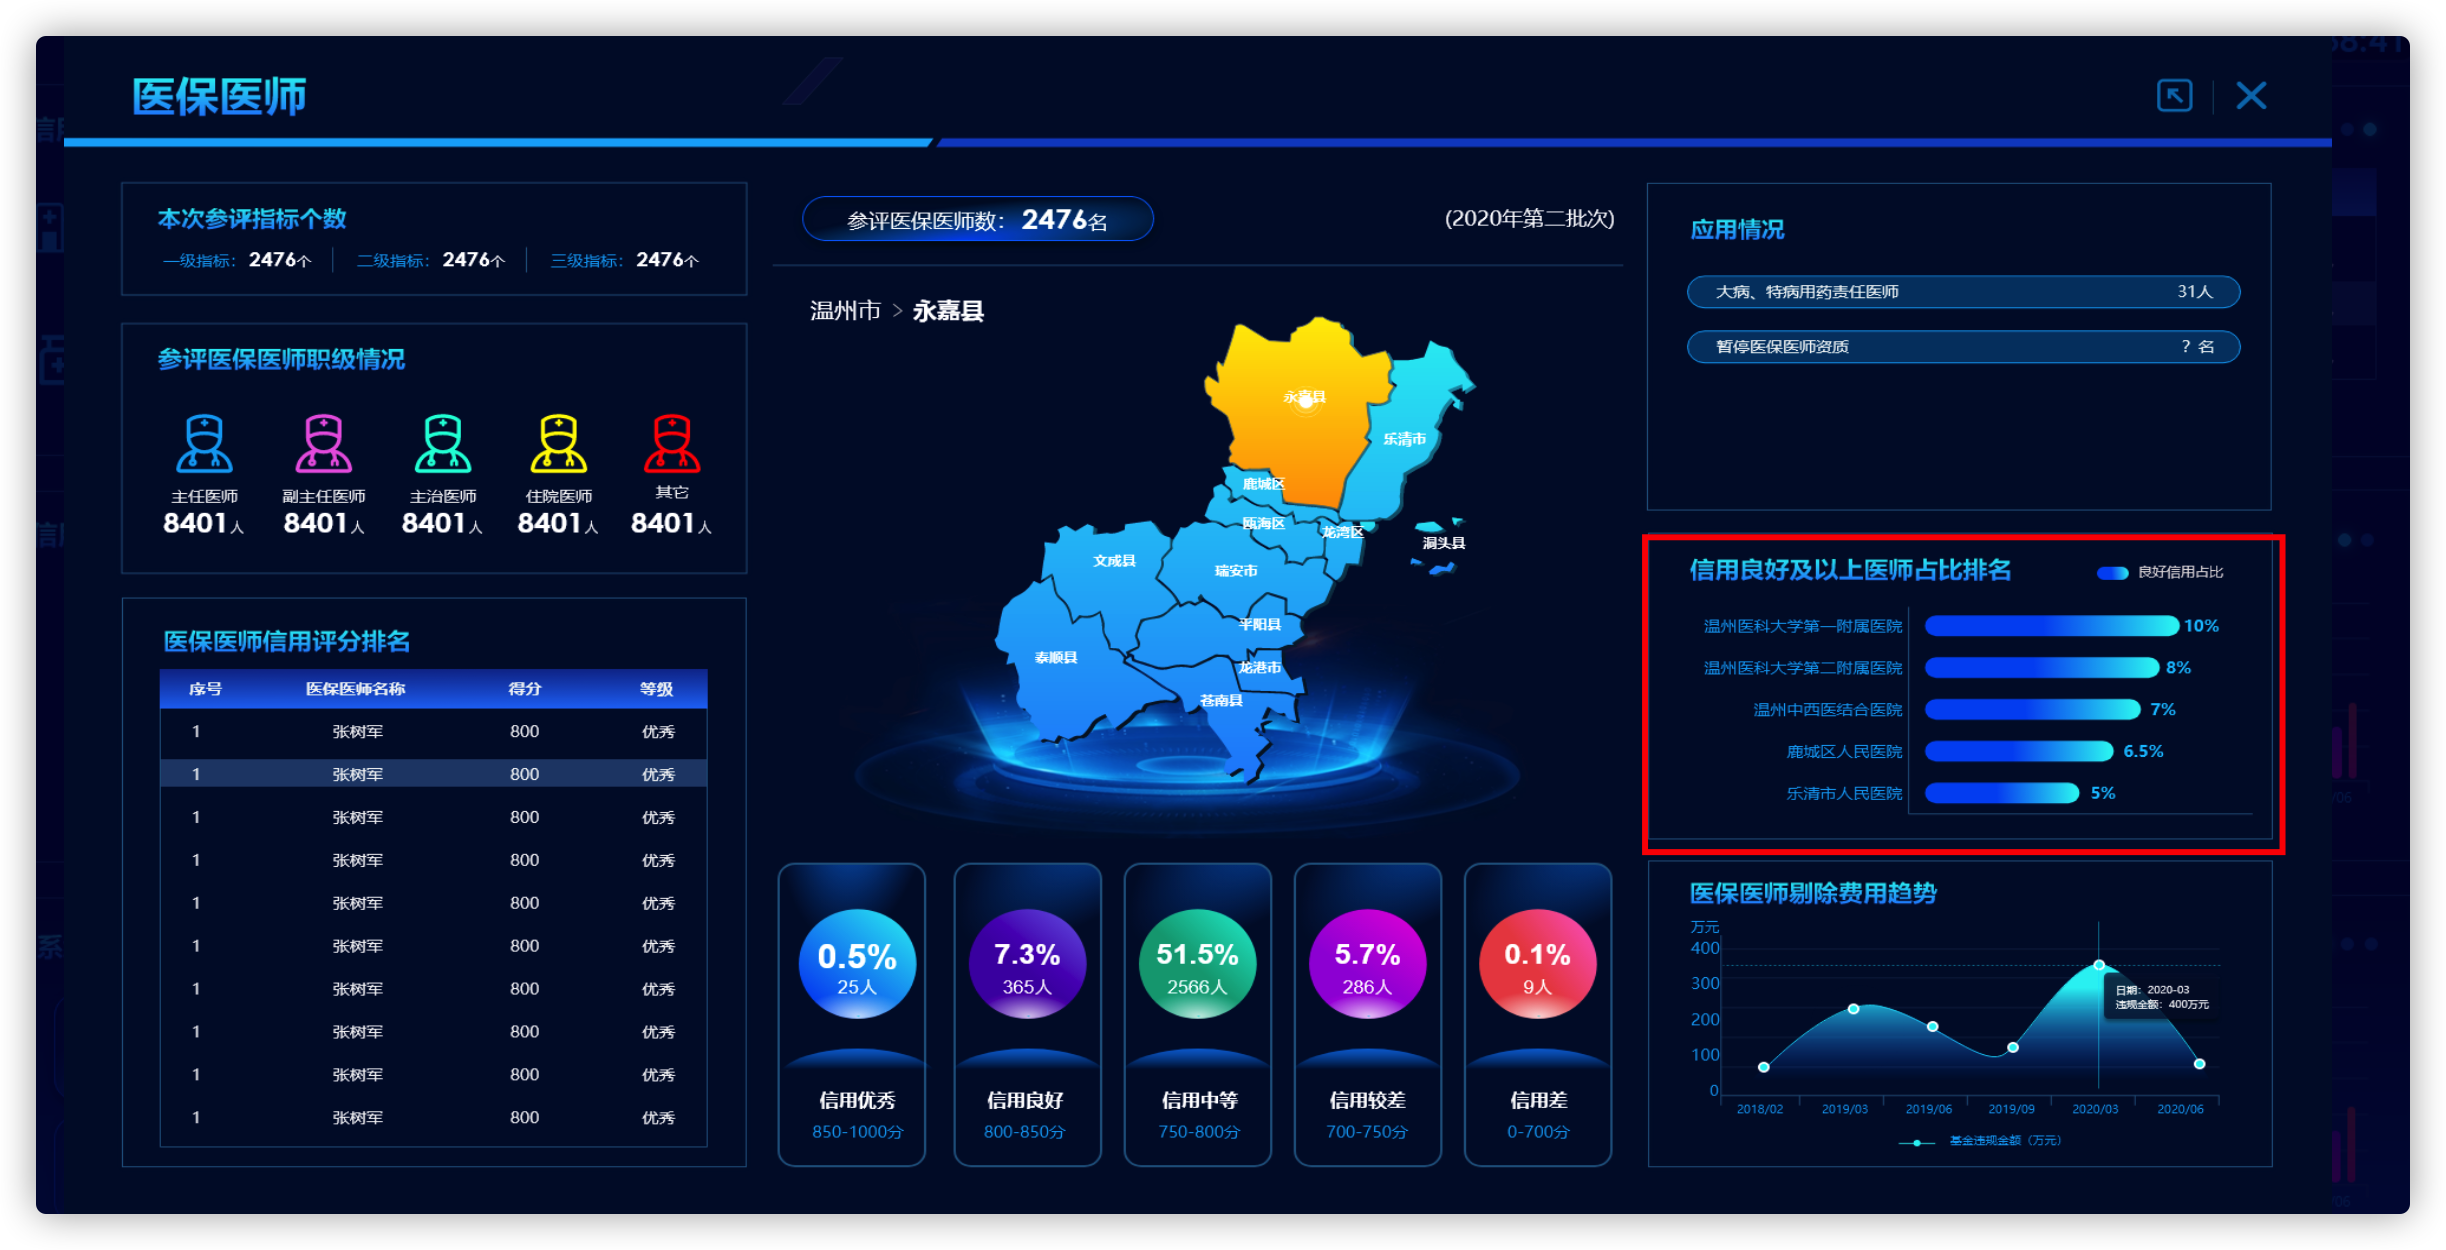 医保医师
本次参评指标个数
一级指标： 2476个 二级指标： 2476个 三级指标： 2476个
参评医保医师职级情况
主任医师 副主任医师 主治医师 住院医师 其它
8401人 8401人 8401人 8401人 8401人
医保医师信用评分排名
序号 医保医师名称 得分 等级
1 张树军 800 优秀
1 张树军 800 优秀
1 张树军 800 优秀
1 张树军 800 优秀
1 张树军 800 优秀
1 张树军 800 优秀
1 张树军 800 优秀
1 张树军 800 优秀
1 张树军 800 优秀
1 张树军 800 优秀
参评医保医师数： 2476名
(2020年第二批次)
温州市 > 永嘉县
永嘉县
乐清市
鹿城区
瓯海区
龙湾区
洞头县
文成县
瑞安市
平阳县
泰顺县
龙港市
苍南县
0.5% 7.3% 51.5% 5.7% 0.1%
25人 365人 2566人 286人 9人
信用优秀 信用良好 信用中等 信用较差 信用差
850-1000分 800-850分 750-800分 700-750分 0-700分
应用情况
大病、特病用药责任医师 31人
暂停医保医师资质 ？名
信用良好及以上医师占比排名
良好信用占比
温州医科大学第一附属医院 10%
温州医科大学第二附属医院 8%
温州中西医结合医院 7%
鹿城区人民医院 6.5%
乐清市人民医院 5%
医保医师剔除费用趋势
万元
400
300
200
100
0
日期：2020-03
违规金额：400万元
2018/02 2019/03 2019/06 2019/09 2020/03 2020/06
基金违规金额（万元）